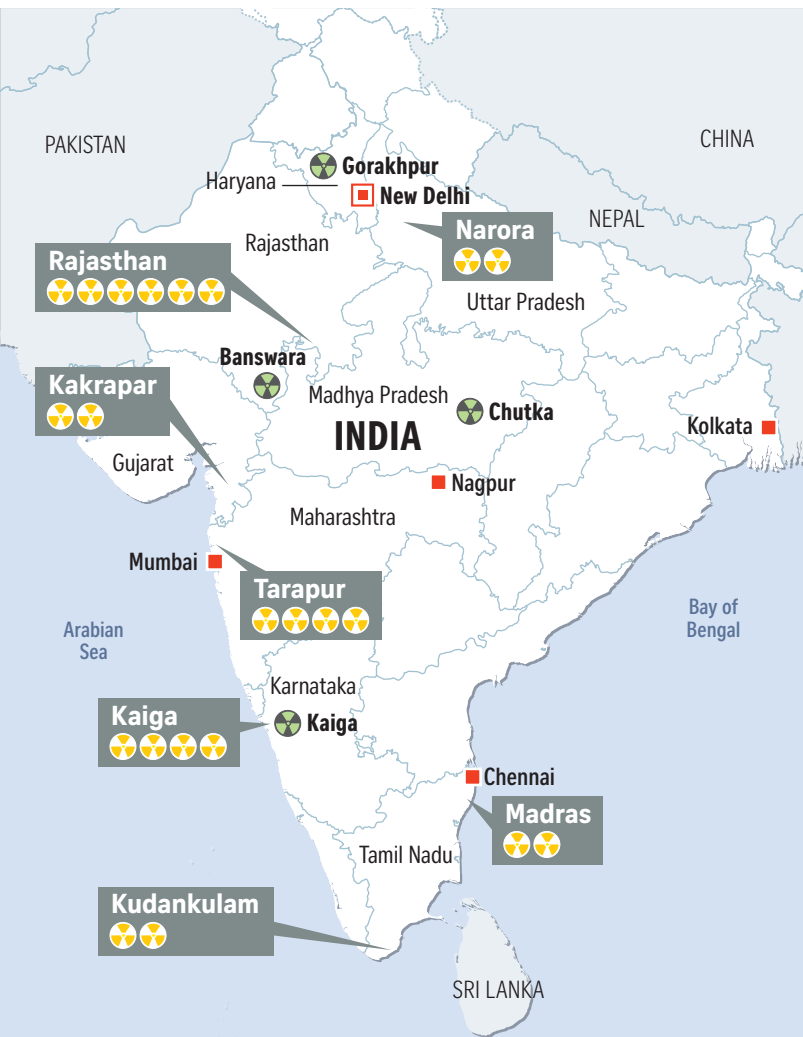 PAKISTAN
CHINA
Gorakhpur
Haryana
New Delhi
NEPAL
Narora
Rajasthan
Rajasthan
Uttar Pradesh
Banswara
Kakrapar
Madhya Pradesh
Chutka
INDIA
Kolkata
Gujarat
Nagpur
Maharashtra
Mumbai
Tarapur
Arabian
Sea
Bay of
Bengal
Karnataka
Kaiga
Kaiga
Chennai
Madras
Tamil Nadu
Kudankulam
SRI LANKA